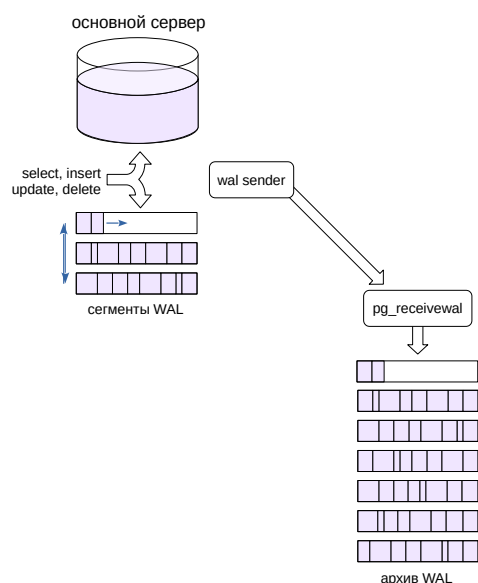 основной сервер
select, insert
update, delete
wal sender
сегменты WAL
pg_receivewal
архив WAL